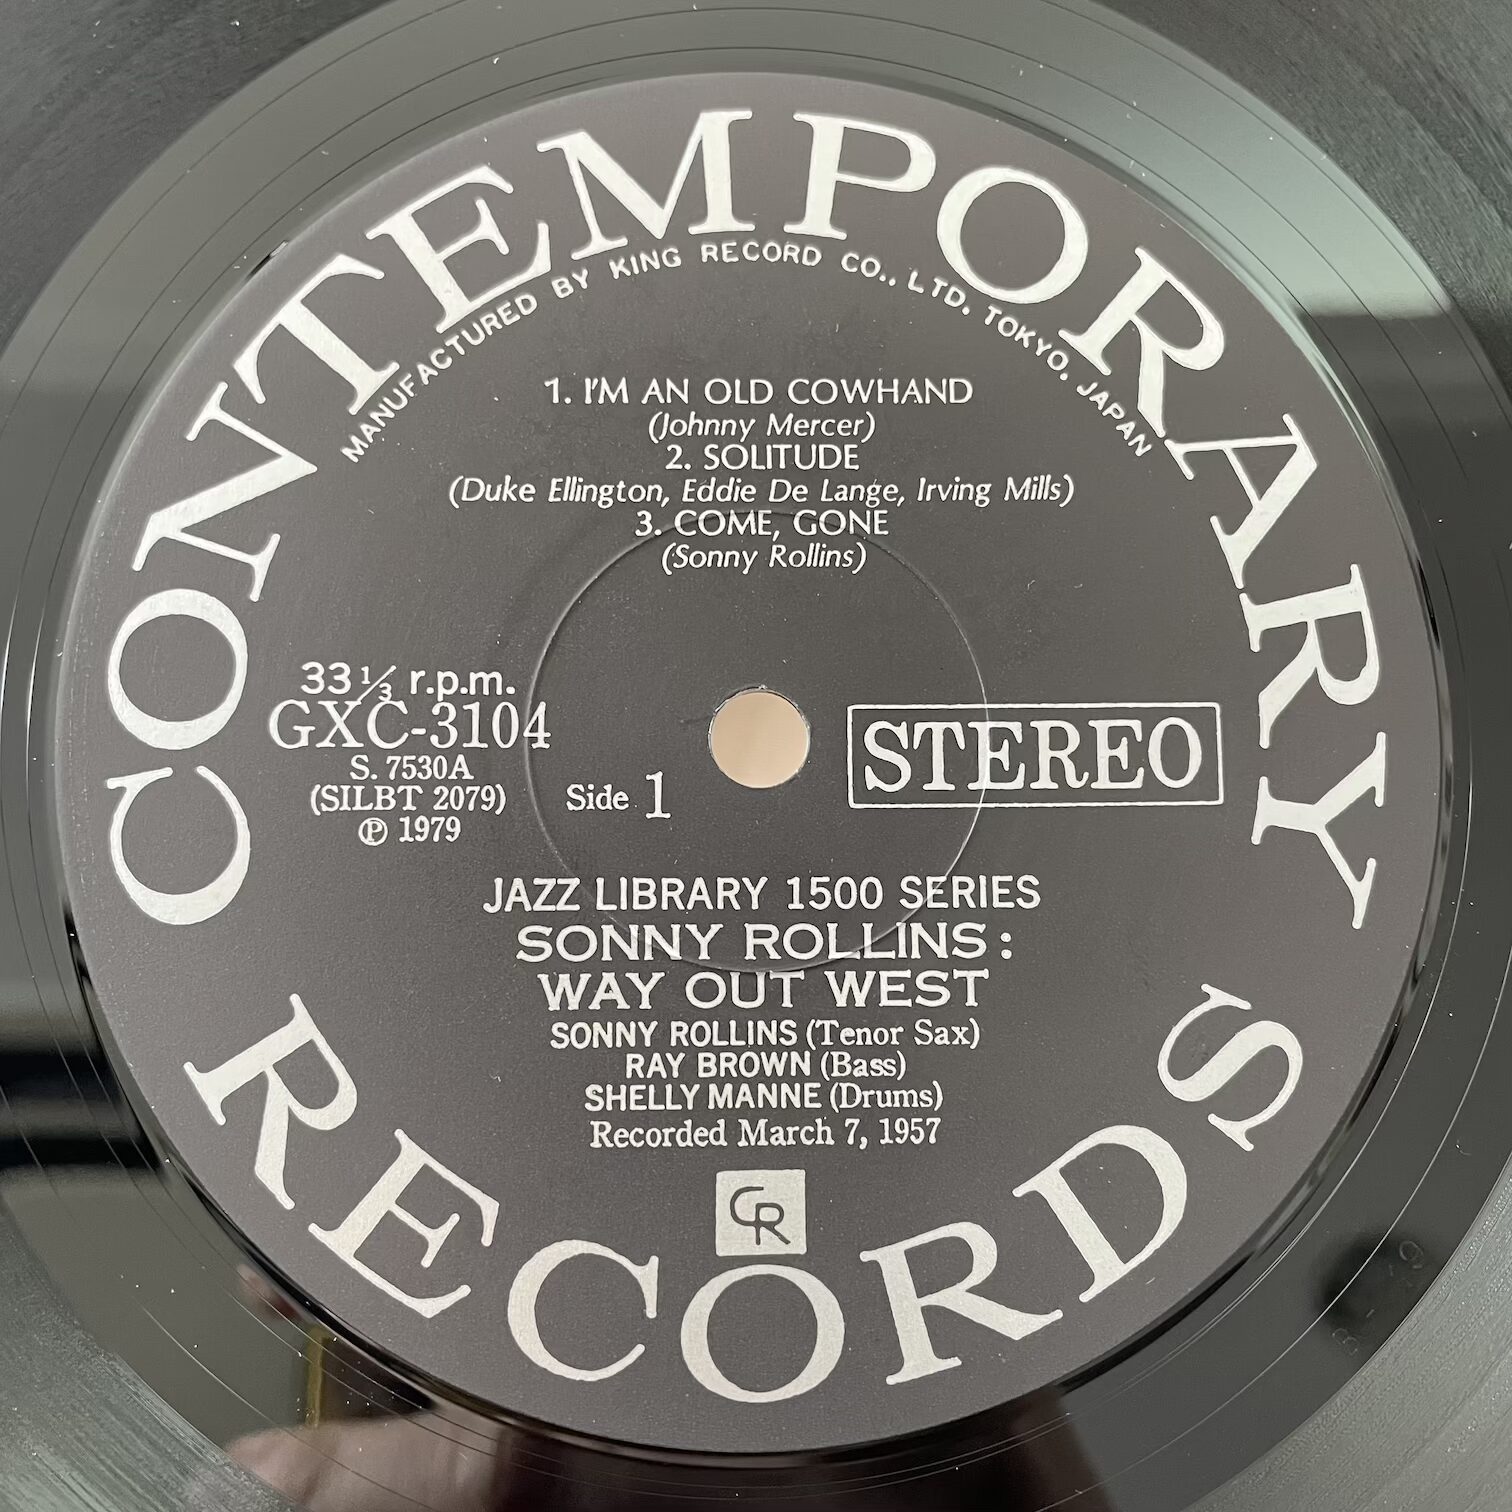 CONTEMPORARY
MANUFACTURED BY KING RECORD CO., LTD. TOKYO, JAPAN
1. I'M AN OLD COWHAND
(Johnny Mercer)
2. SOLITUDE
(Duke Ellington, Eddie De Lange, Irving Mills)
3. COME, GONE
(Sonny Rollins)
33 1/3 r.p.m.
GXC-3104
S. 7530A
(SILBT 2079)
℗ 1979
Side 1
STEREO
JAZZ LIBRARY 1500 SERIES
SONNY ROLLINS:
WAY OUT WEST
SONNY ROLLINS (Tenor Sax)
RAY BROWN (Bass)
SHELLY MANNE (Drums)
Recorded March 7, 1957
CR
RECORDS